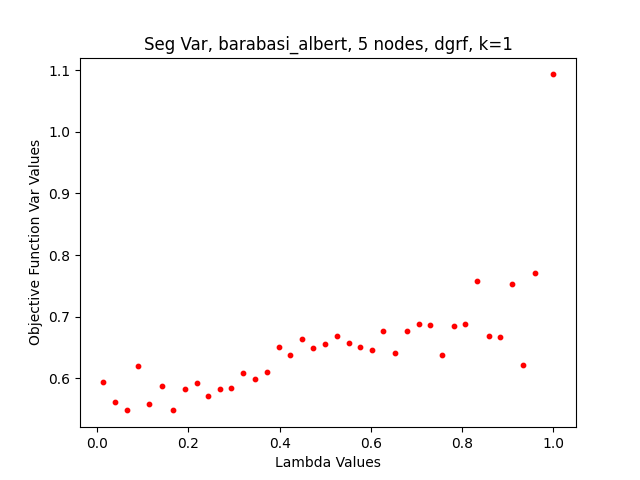 Seg Var, barabasi_albert, 5 nodes, dgrf, k=1
Objective Function Var Values
1.1
1.0
0.9
0.8
0.7
0.6
0.0 0.2 0.4 0.6 0.8 1.0
Lambda Values